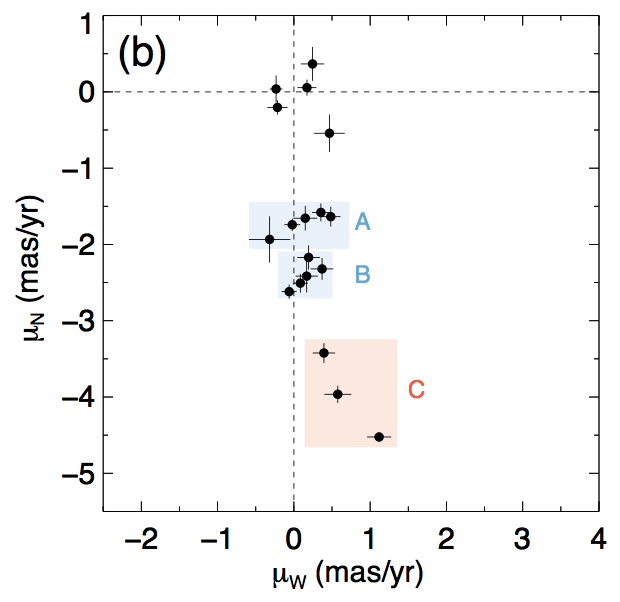 (b)
1
0
−1
−2
−3
−4
−5
μN (mas/yr)
A
B
C
−2 −1 0 1 2 3 4
μW (mas/yr)